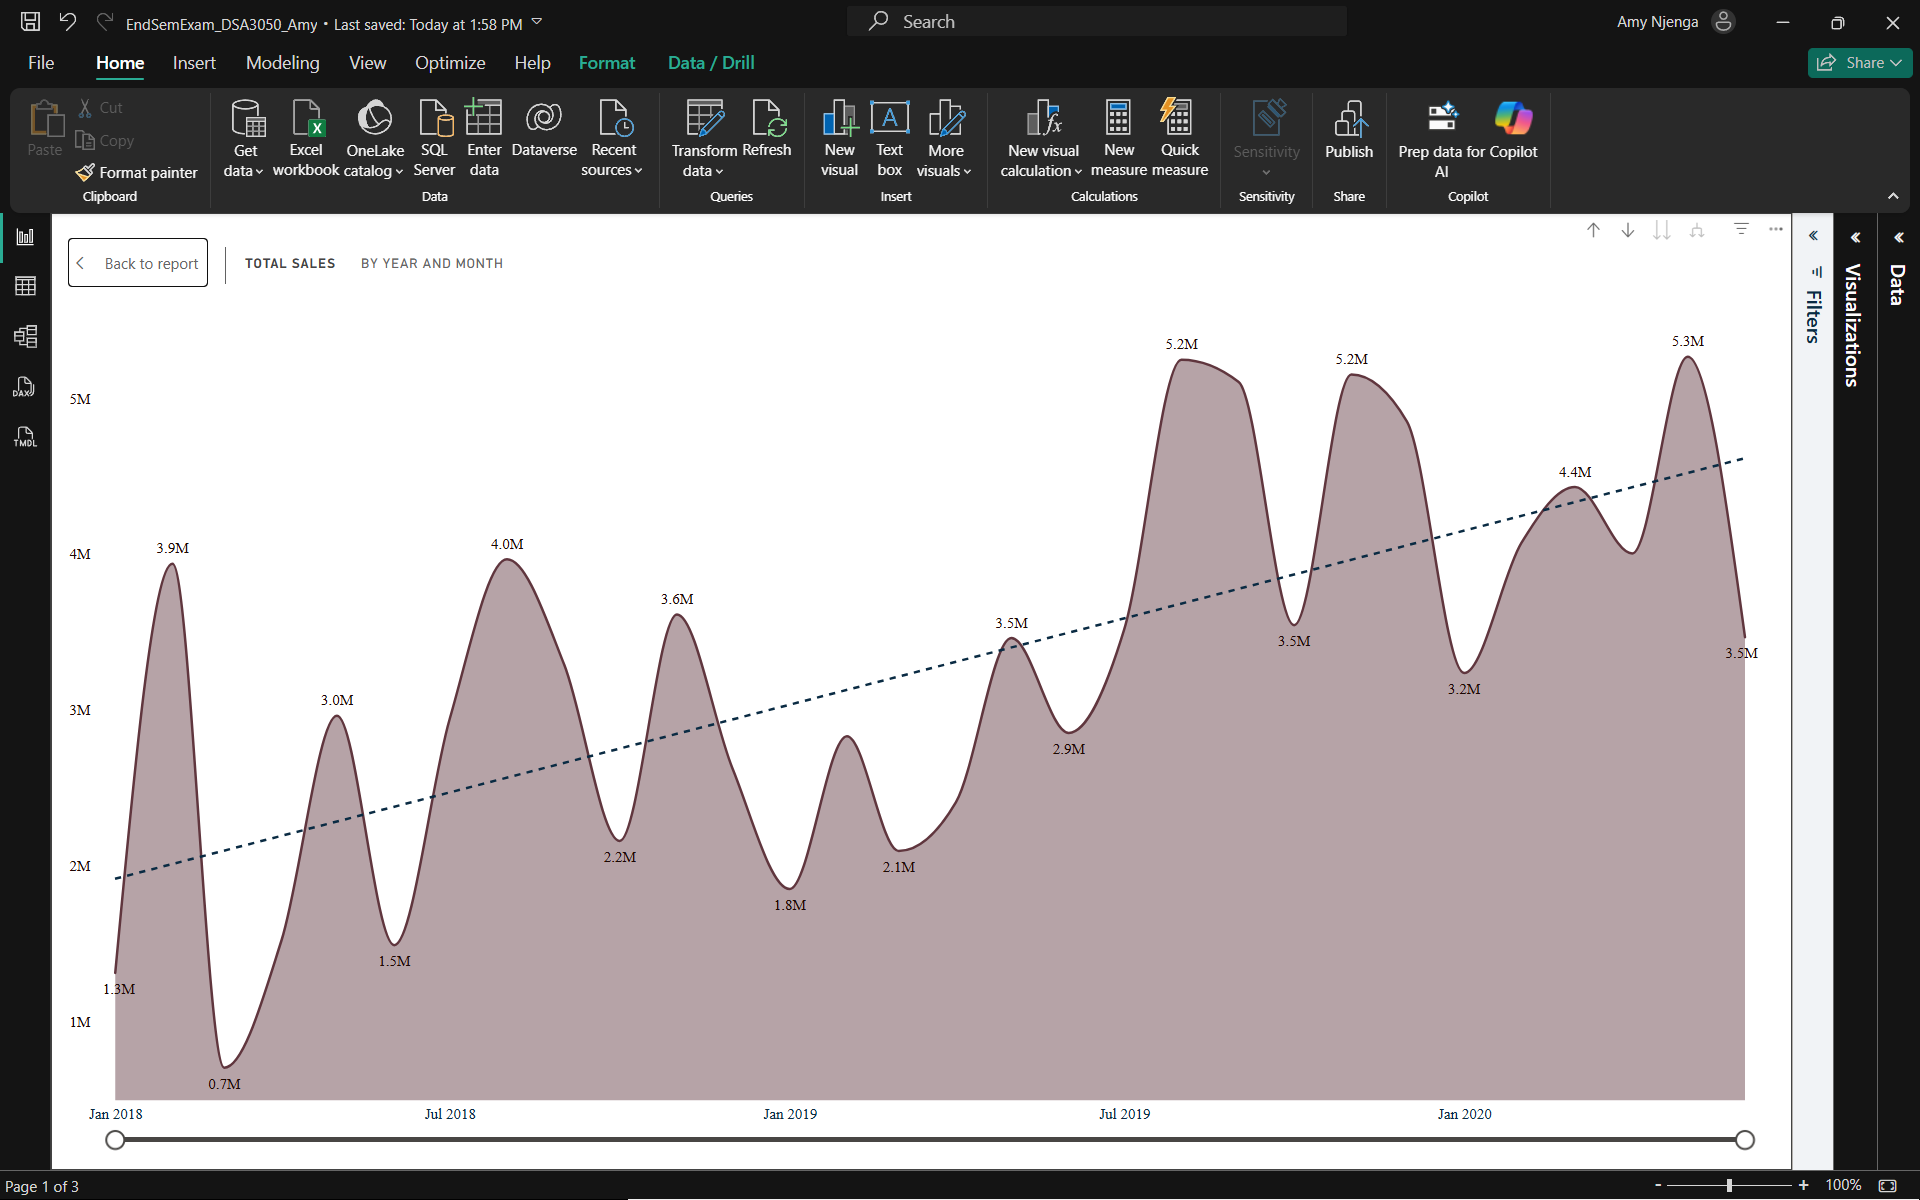 EndSemExam_DSA3050_Amy • Last saved: Today at 1:58 PM
Search
Amy Njenga
File Home Insert Modeling View Optimize Help Format Data / Drill
Share
Paste
Cut
Copy
Format painter
Clipboard
Get data
Excel workbook
OneLake catalog
SQL Server
Enter data
Dataverse
Recent sources
Data
Transform data
Refresh
Queries
New visual
Text box
More visuals
Insert
New visual calculation
New measure
Quick measure
Calculations
Sensitivity
Sensitivity
Publish
Share
Prep data for AI
Copilot
Copilot
DAX
TMDL
Back to report
TOTAL SALES BY YEAR AND MONTH
Filters
Visualizations
Data
5M
4M
3M
2M
1M
1.3M
3.9M
0.7M
3.0M
1.5M
4.0M
2.2M
3.6M
1.8M
2.1M
3.5M
2.9M
5.2M
3.5M
5.2M
3.2M
4.4M
5.3M
3.5M
Jan 2018 Jul 2018 Jan 2019 Jul 2019 Jan 2020
Page 1 of 3
- + 100%